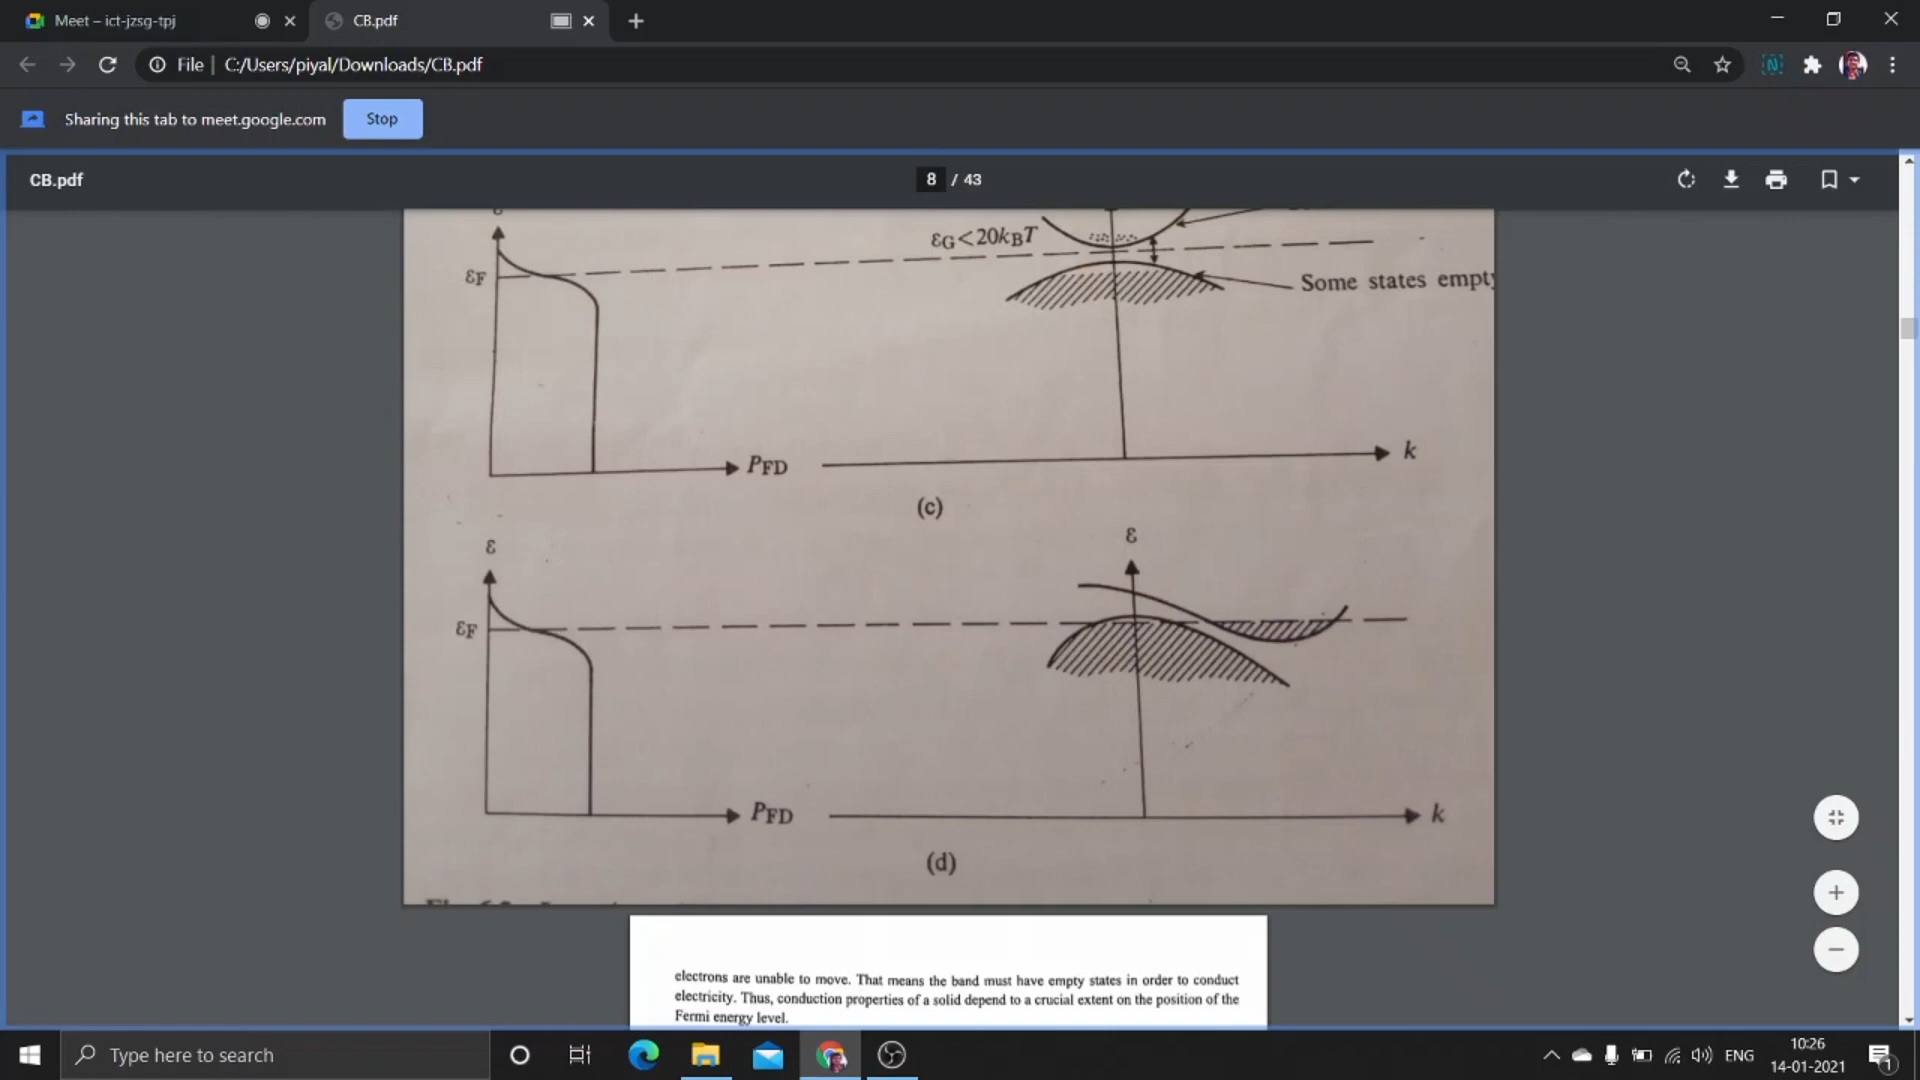 Meet – ict-jzsg-tpj
CB.pdf
File | C:/Users/piyal/Downloads/CB.pdf
Sharing this tab to meet.google.com
Stop
CB.pdf
8 / 43
εG<20kBT
εF
Some states empty
PFD
k
(c)
ε
ε
εF
PFD
k
(d)
electrons are unable to move. That means the band must have empty states in order to conduct
electricity. Thus, conduction properties of a solid depend to a crucial extent on the position of the
Fermi energy level.
Type here to search
ENG
10:26
14-01-2021
1